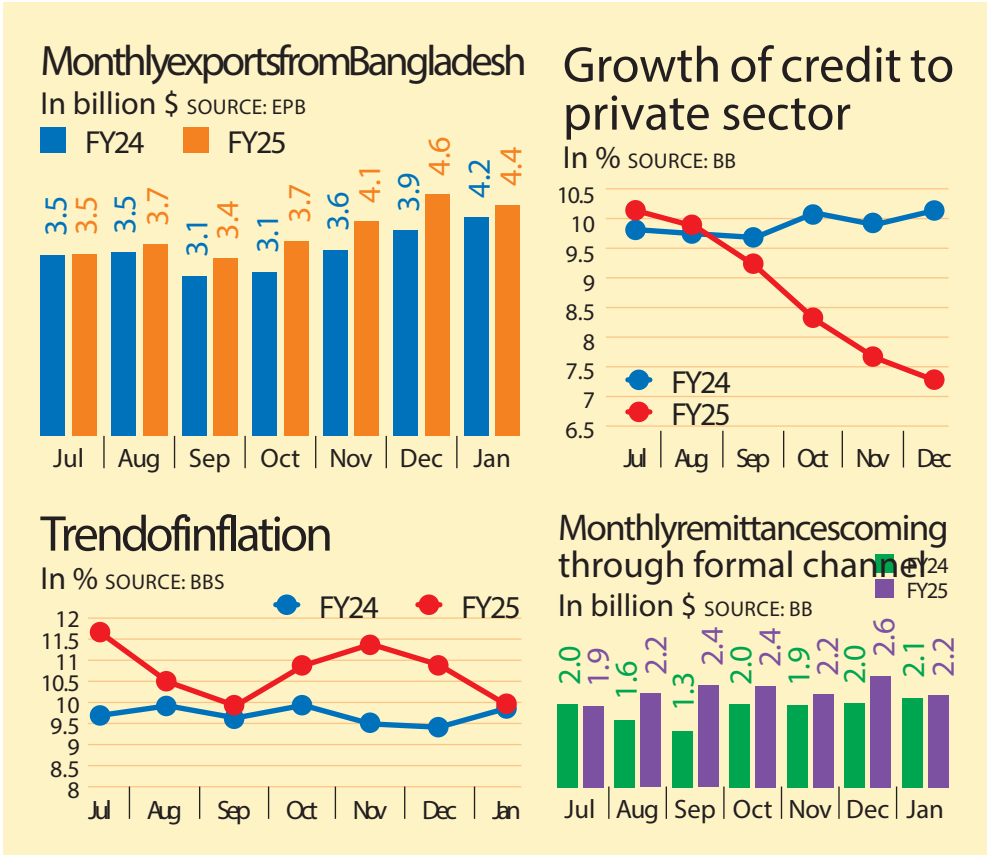 MonthlyexportsfromBangladesh
In billion $ SOURCE: EPB
FY24 FY25
3.5 3.5 3.5 3.7 3.1 3.4 3.1 3.7 3.6 4.1 3.9 4.6 4.2 4.4
Jul Aug Sep Oct Nov Dec Jan
Growth of credit to
private sector
In % SOURCE: BB
10.5
10
9.5
9
8.5
8
7.5
7
6.5
FY24
FY25
Jul Aug Sep Oct Nov Dec
Trendofinflation
In % SOURCE: BBS
FY24 FY25
12
11.5
11
10.5
10
9.5
9
8.5
8
Jul Aug Sep Oct Nov Dec Jan
Monthlyremittancescoming
through formal channel
FY24
FY25
In billion $ SOURCE: BB
2.0 1.9 1.6 2.2 1.3 2.4 2.0 2.4 1.9 2.2 2.0 2.6 2.1 2.2
Jul Aug Sep Oct Nov Dec Jan